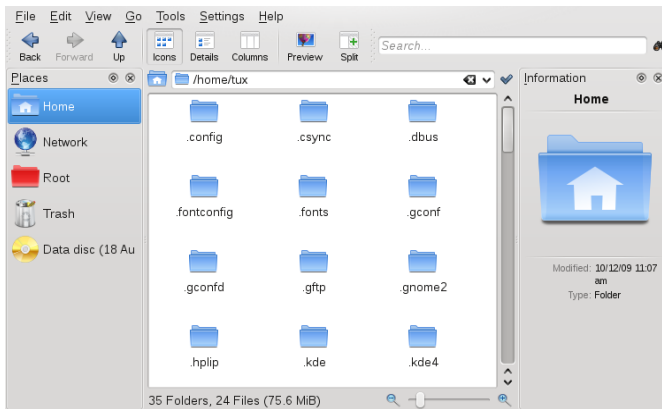 File Edit View Go Tools Settings Help
Back Forward Up Icons Details Columns Preview Split Search...
Places
Home
Network
Root
Trash
Data disc (18 Au
/home/tux
.config .csync .dbus
.fontconfig .fonts .gconf
.gconfd .gftp .gnome2
.hplip .kde .kde4
35 Folders, 24 Files (75.6 MiB)
Information
Home
Modified: 10/12/09 11:07
am
Type: Folder